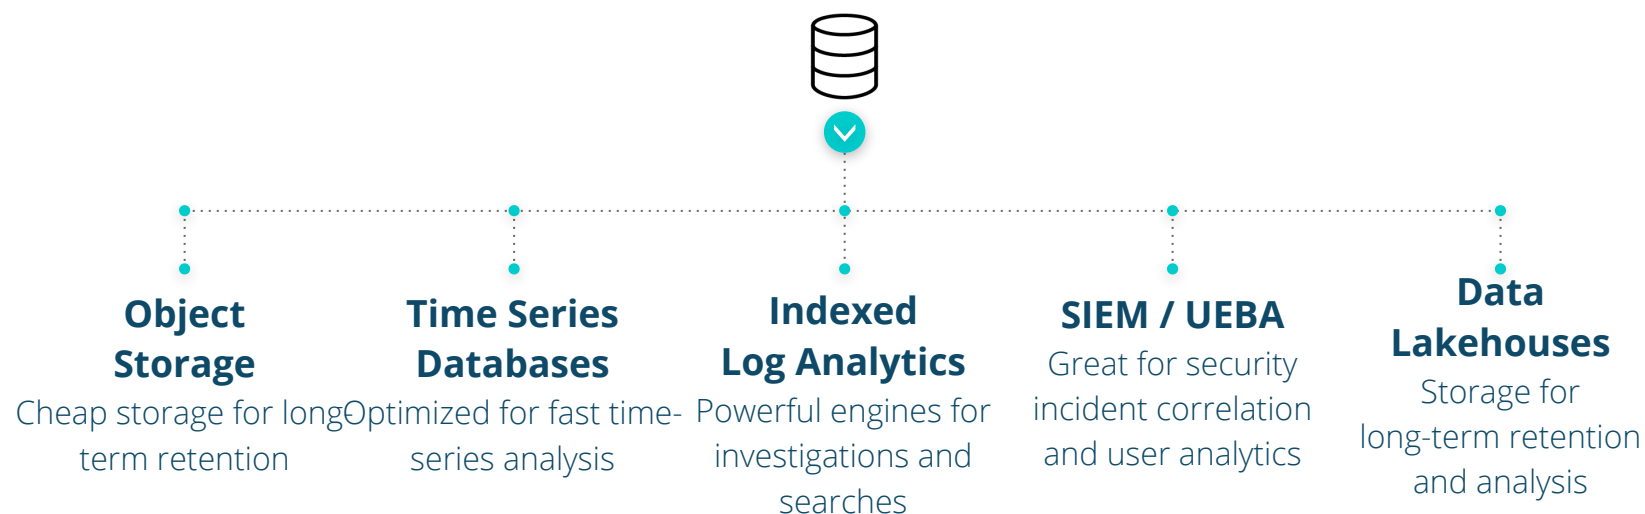 Object
Storage
Cheap storage for long-
term retention
Time Series
Databases
Optimized for fast time-
series analysis
Indexed
Log Analytics
Powerful engines for
investigations and
searches
SIEM / UEBA
Great for security
incident correlation
and user analytics
Data
Lakehouses
Storage for
long-term retention
and analysis